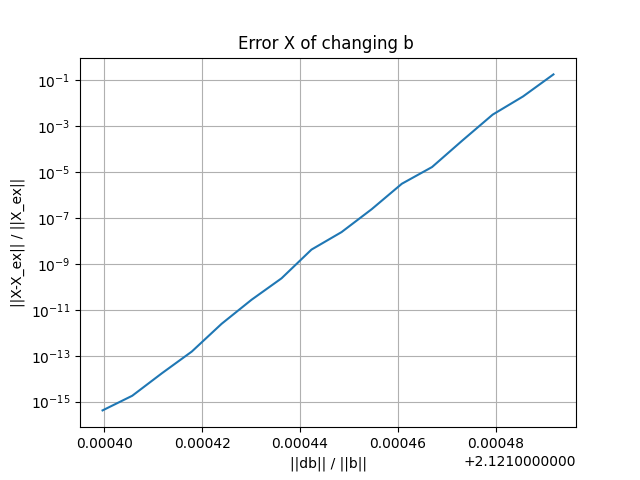 Error X of changing b
10⁻¹
10⁻³
10⁻⁵
10⁻⁷
10⁻⁹
10⁻¹¹
10⁻¹³
10⁻¹⁵
||X-X_ex|| / ||X_ex||
0.00040 0.00042 0.00044 0.00046 0.00048
||db|| / ||b||
+2.1210000000